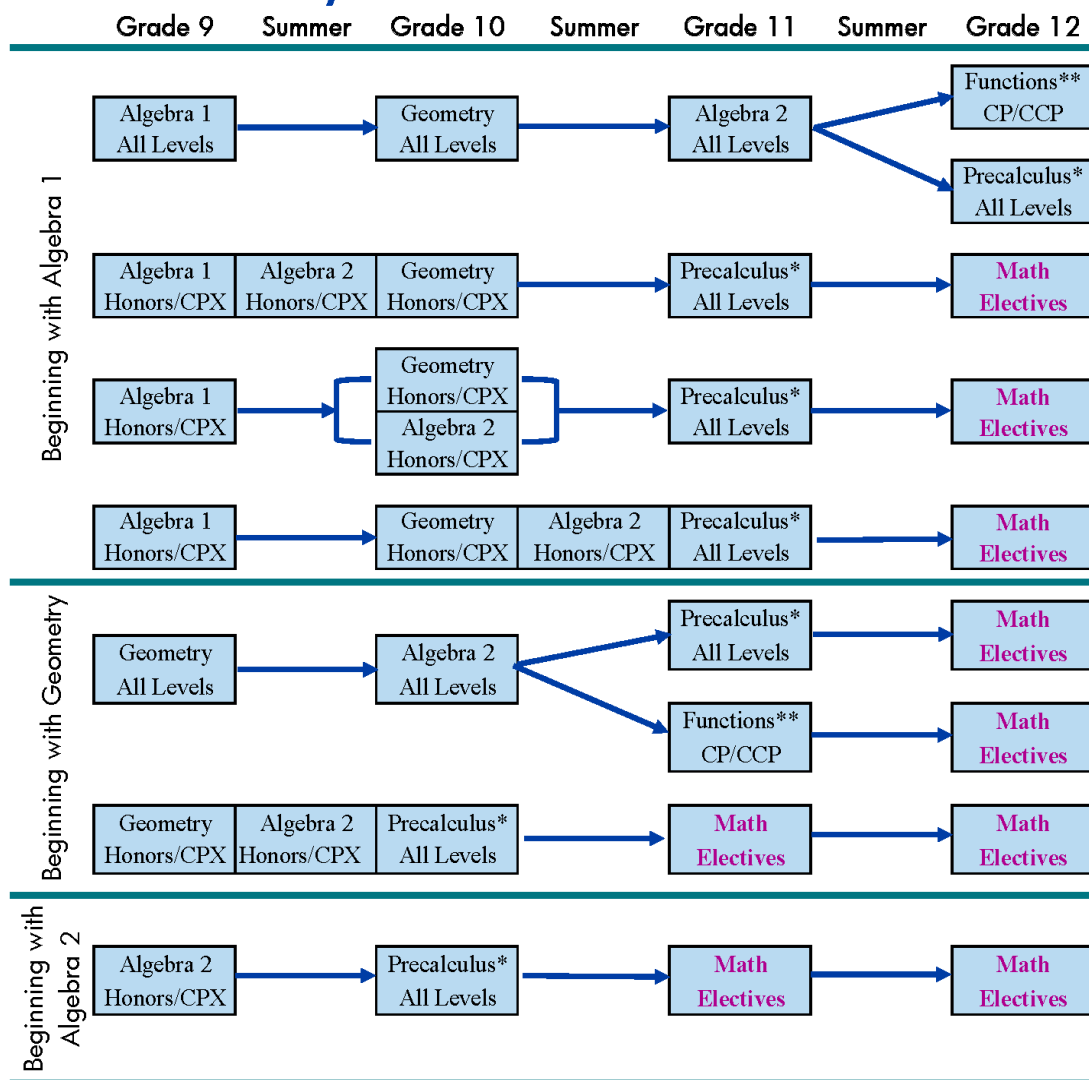 Grade 9 Summer Grade 10 Summer Grade 11 Summer Grade 12
Beginning with Algebra 1
Algebra 1
All Levels
Geometry
All Levels
Algebra 2
All Levels
Functions**
CP/CCP
Precalculus*
All Levels
Algebra 1
Honors/CPX
Algebra 2
Honors/CPX
Geometry
Honors/CPX
Precalculus*
All Levels
Math
Electives
Algebra 1
Honors/CPX
Geometry
Honors/CPX
Algebra 2
Honors/CPX
Precalculus*
All Levels
Math
Electives
Algebra 1
Honors/CPX
Geometry
Honors/CPX
Algebra 2
Honors/CPX
Precalculus*
All Levels
Math
Electives
Beginning with Geometry
Geometry
All Levels
Algebra 2
All Levels
Precalculus*
All Levels
Math
Electives
Functions**
CP/CCP
Math
Electives
Geometry
Honors/CPX
Algebra 2
Honors/CPX
Precalculus*
All Levels
Math
Electives
Math
Electives
Beginning with
Algebra 2
Algebra 2
Honors/CPX
Precalculus*
All Levels
Math
Electives
Math
Electives